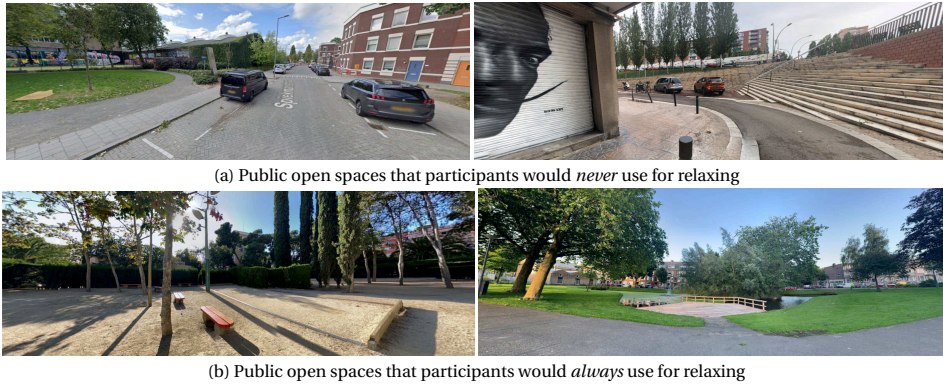 (a) Public open spaces that participants would never use for relaxing
(b) Public open spaces that participants would always use for relaxing